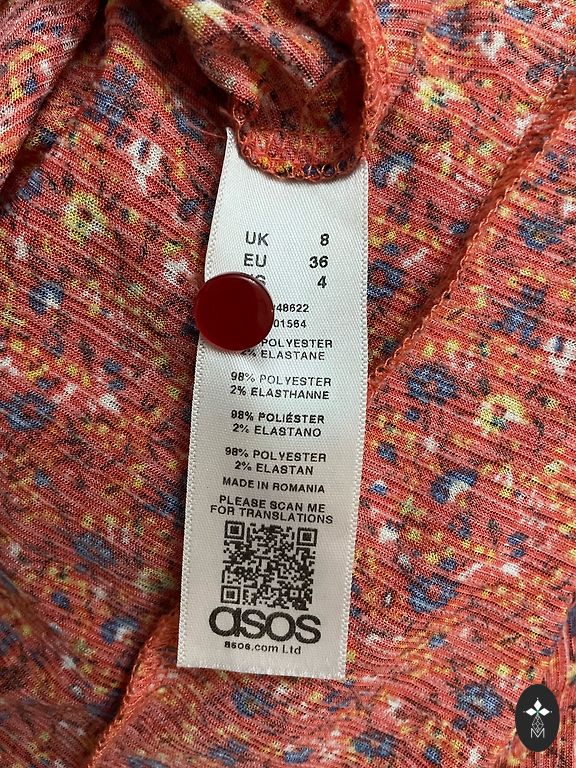 UK 8
EU 36
4
48622
01564
POLYESTER
2% ELASTANE
98% POLYESTER
2% ELASTHANNE
98% POLIÉSTER
2% ELASTANO
98% POLYESTER
2% ELASTAN
MADE IN ROMANIA
PLEASE SCAN ME
FOR TRANSLATIONS
asos
asos.com Ltd
M